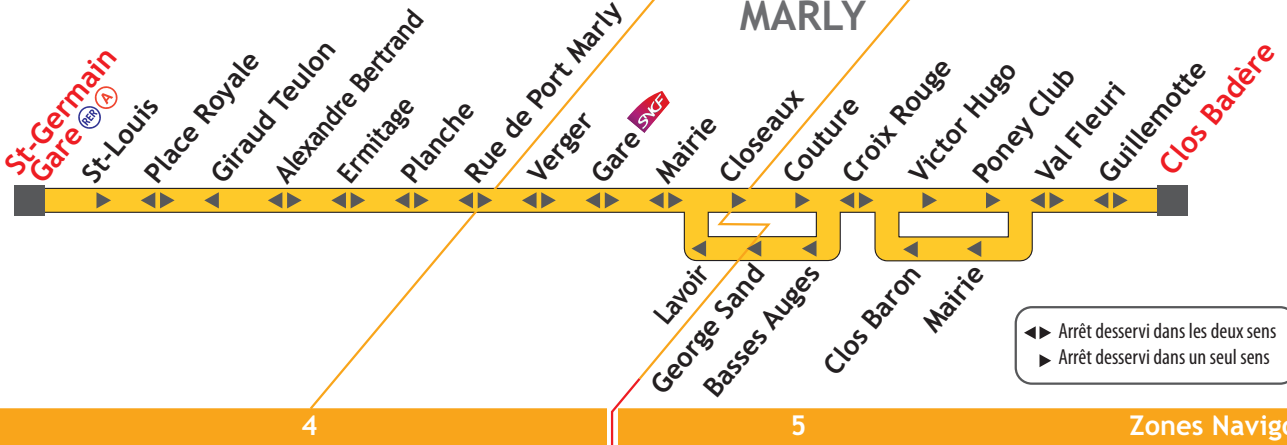 MARLY
St-Germain
Gare RER A
St-Louis
Place Royale
Giraud Teulon
Alexandre Bertrand
Ermitage
Planche
Rue de Port Marly
Verger
Gare SNCF
Mairie
Closeaux
Couture
Croix Rouge
Victor Hugo
Poney Club
Val Fleuri
Guillemotte
Clos Badère
Lavoir
George Sand
Basses Auges
Clos Baron
Mairie
Arrêt desservi dans les deux sens
Arrêt desservi dans un seul sens
4
5
Zones Navigo